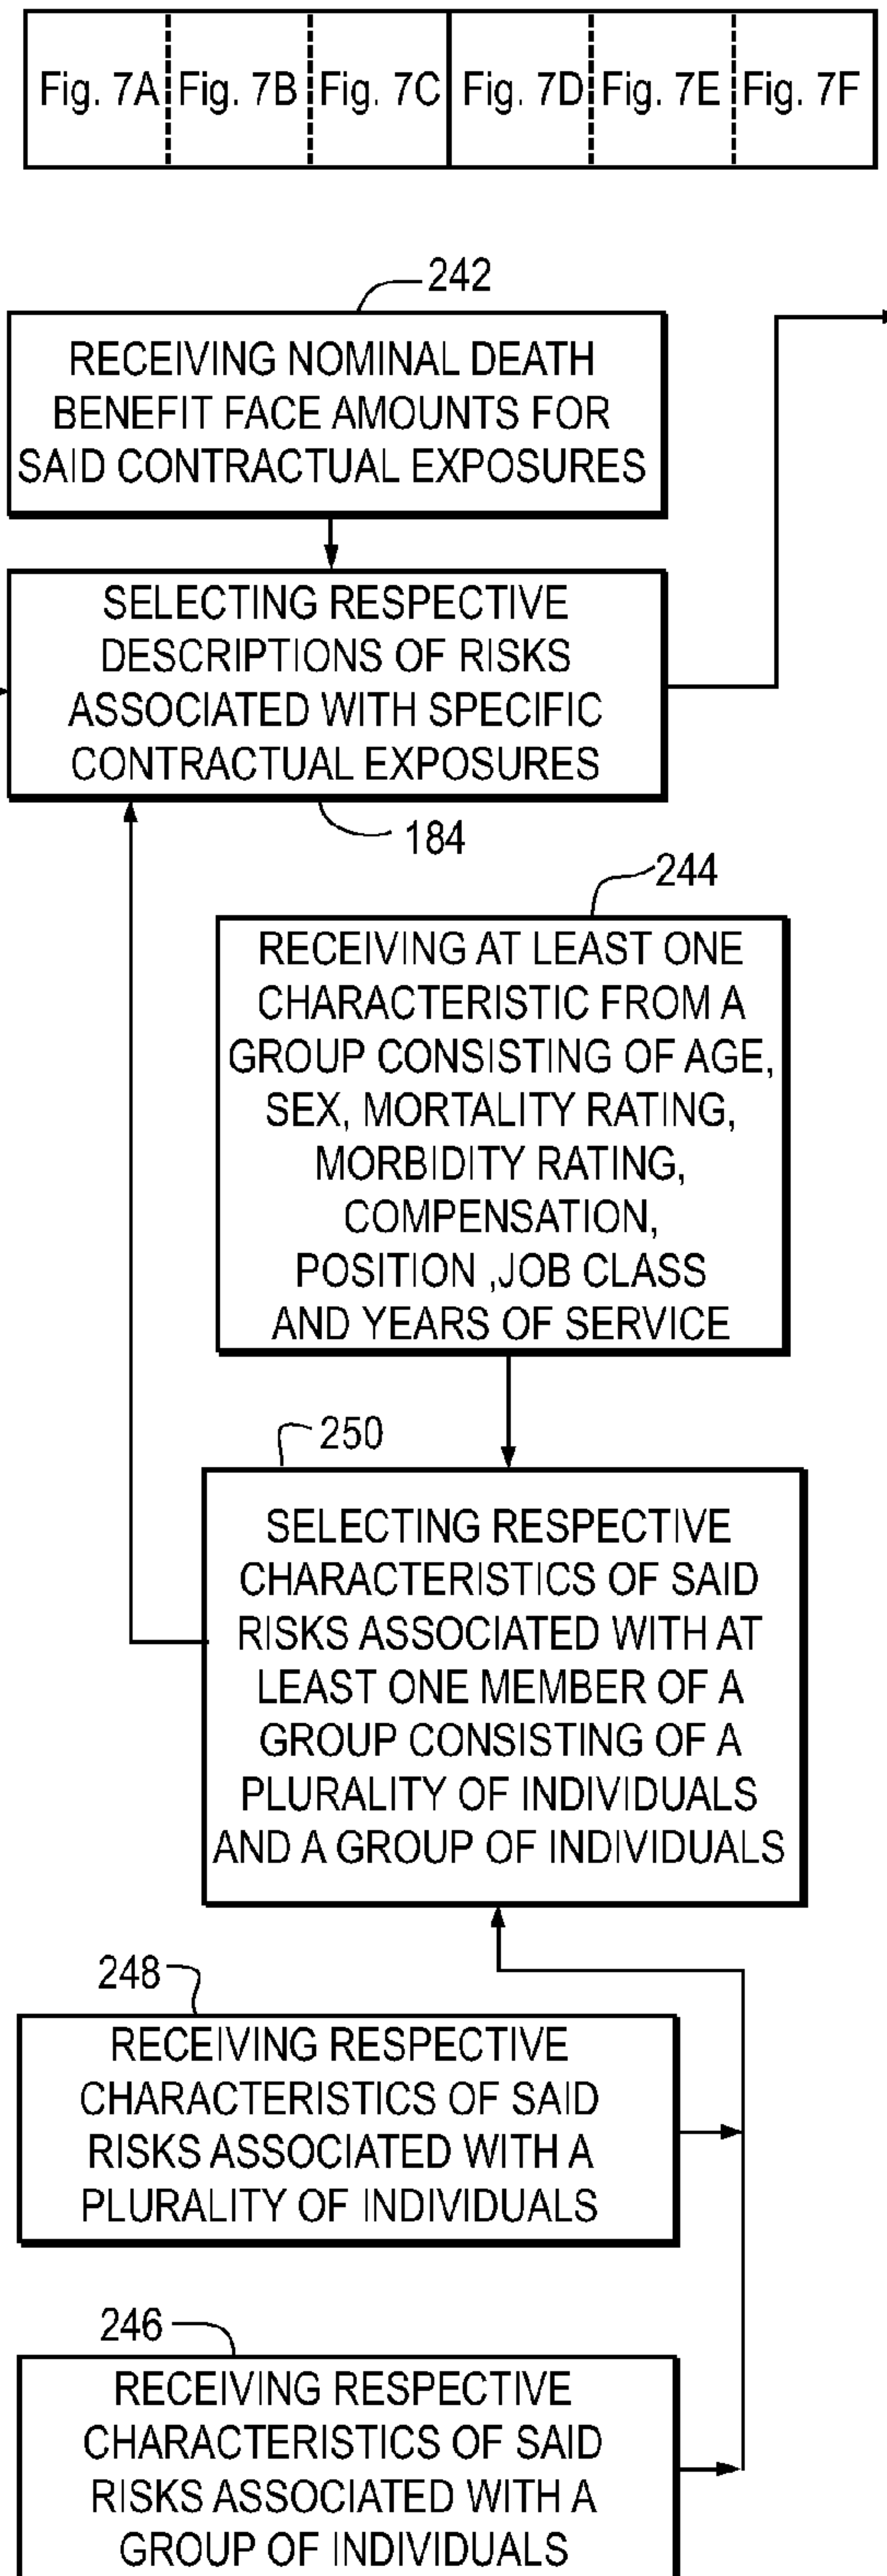 Fig. 7A Fig. 7B Fig. 7C Fig. 7D Fig. 7E Fig. 7F
242
RECEIVING NOMINAL DEATH
BENEFIT FACE AMOUNTS FOR
SAID CONTRACTUAL EXPOSURES
SELECTING RESPECTIVE
DESCRIPTIONS OF RISKS
ASSOCIATED WITH SPECIFIC
CONTRACTUAL EXPOSURES
184
244
RECEIVING AT LEAST ONE
CHARACTERISTIC FROM A
GROUP CONSISTING OF AGE,
SEX, MORTALITY RATING,
MORBIDITY RATING,
COMPENSATION,
POSITION ,JOB CLASS
AND YEARS OF SERVICE
250
SELECTING RESPECTIVE
CHARACTERISTICS OF SAID
RISKS ASSOCIATED WITH AT
LEAST ONE MEMBER OF A
GROUP CONSISTING OF A
PLURALITY OF INDIVIDUALS
AND A GROUP OF INDIVIDUALS
248
RECEIVING RESPECTIVE
CHARACTERISTICS OF SAID
RISKS ASSOCIATED WITH A
PLURALITY OF INDIVIDUALS
246
RECEIVING RESPECTIVE
CHARACTERISTICS OF SAID
RISKS ASSOCIATED WITH A
GROUP OF INDIVIDUALS